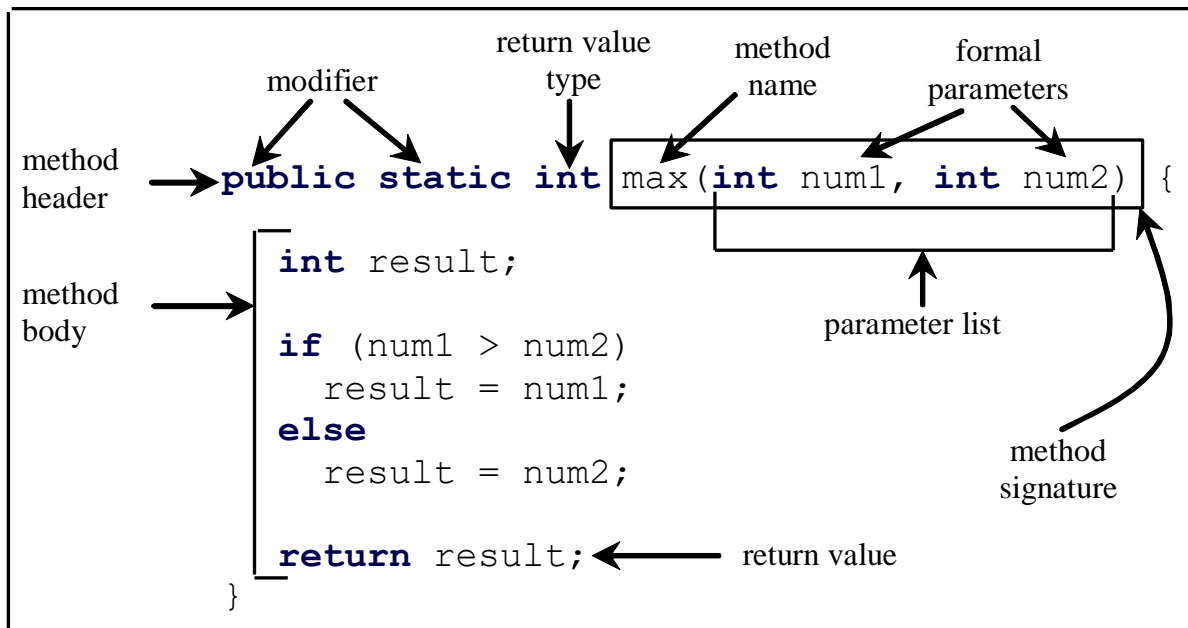 return value
type
method
name
formal
parameters
modifier
method
header
public static int max(int num1, int num2) {
int result;
method
body
parameter list
if (num1 > num2)
result = num1;
else
result = num2;
method
signature
return result;
return value
}